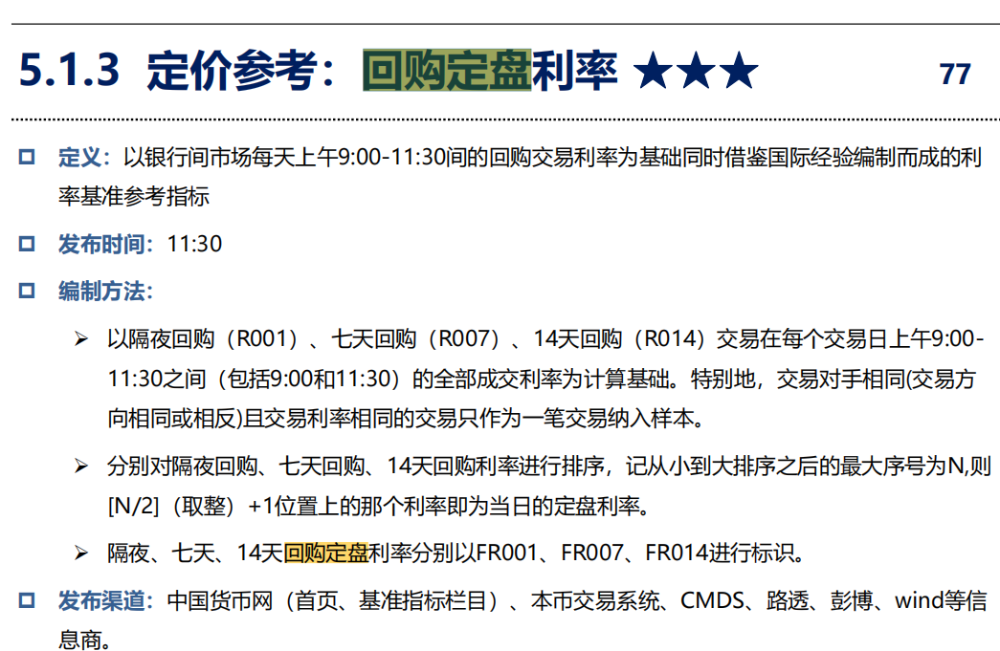 5.1.3 定价参考：回购定盘利率 ★★★ 77
定义：以银行间市场每天上午9:00-11:30间的回购交易利率为基础同时借鉴国际经验编制而成的利
率基准参考指标
发布时间：11:30
编制方法：
以隔夜回购（R001）、七天回购（R007）、14天回购（R014）交易在每个交易日上午9:00-
11:30之间（包括9:00和11:30）的全部成交利率为计算基础。特别地，交易对手相同(交易方
向相同或相反)且交易利率相同的交易只作为一笔交易纳入样本。
分别对隔夜回购、七天回购、14天回购利率进行排序，记从小到大排序之后的最大序号为N,则
[N/2]（取整）+1位置上的那个利率即为当日的定盘利率。
隔夜、七天、14天回购定盘利率分别以FR001、FR007、FR014进行标识。
发布渠道：中国货币网（首页、基准指标栏目）、本币交易系统、CMDS、路透、彭博、wind等信
息商。